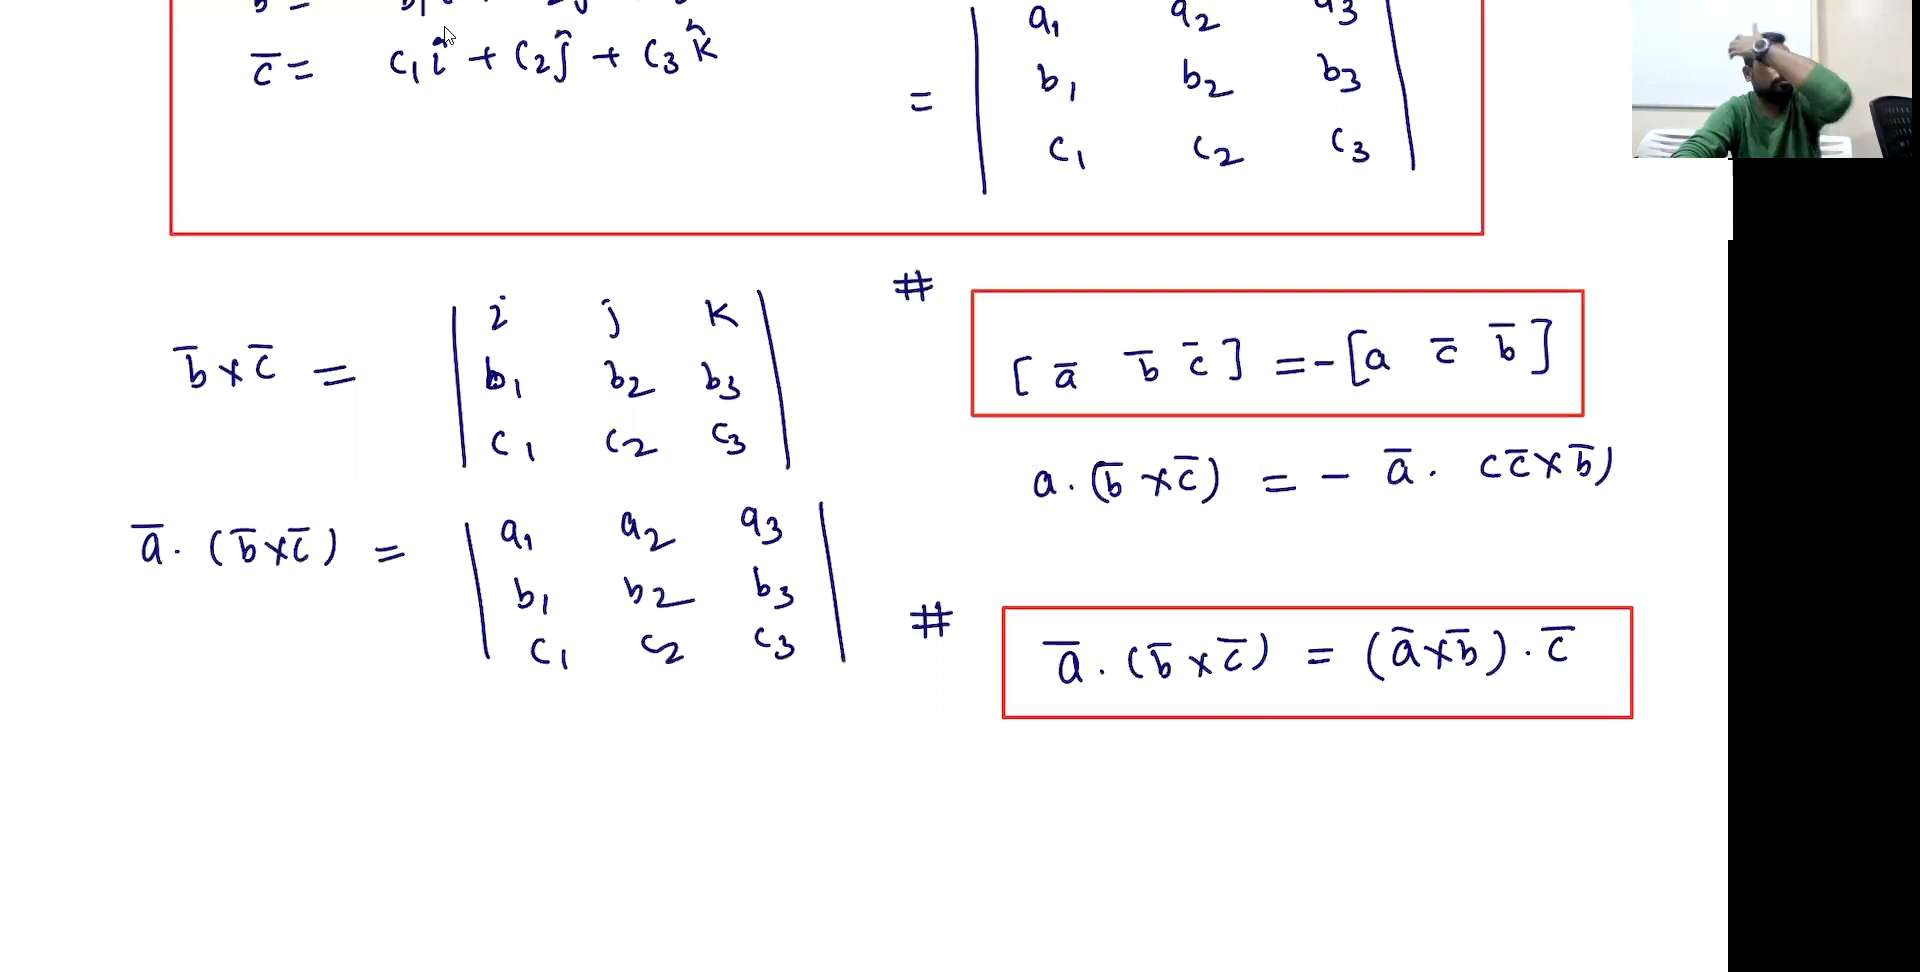 c̅ = c₁î + c₂ĵ + c₃k̂
a₁ a₂ a₃
= b₁ b₂ b₃
c₁ c₂ c₃
i j k
b̅ × c̅ = b₁ b₂ b₃
c₁ c₂ c₃
a̅ . (b̅ × c̅) = a₁ a₂ a₃
b₁ b₂ b₃
c₁ c₂ c₃
#
[ a̅ b̅ c̅ ] = - [ a c̅ b̅ ]
a . (b̅ × c̅) = - a̅ . (c̅ × b̅)
#
a̅ . (b̅ × c̅) = (a̅ × b̅) . c̅